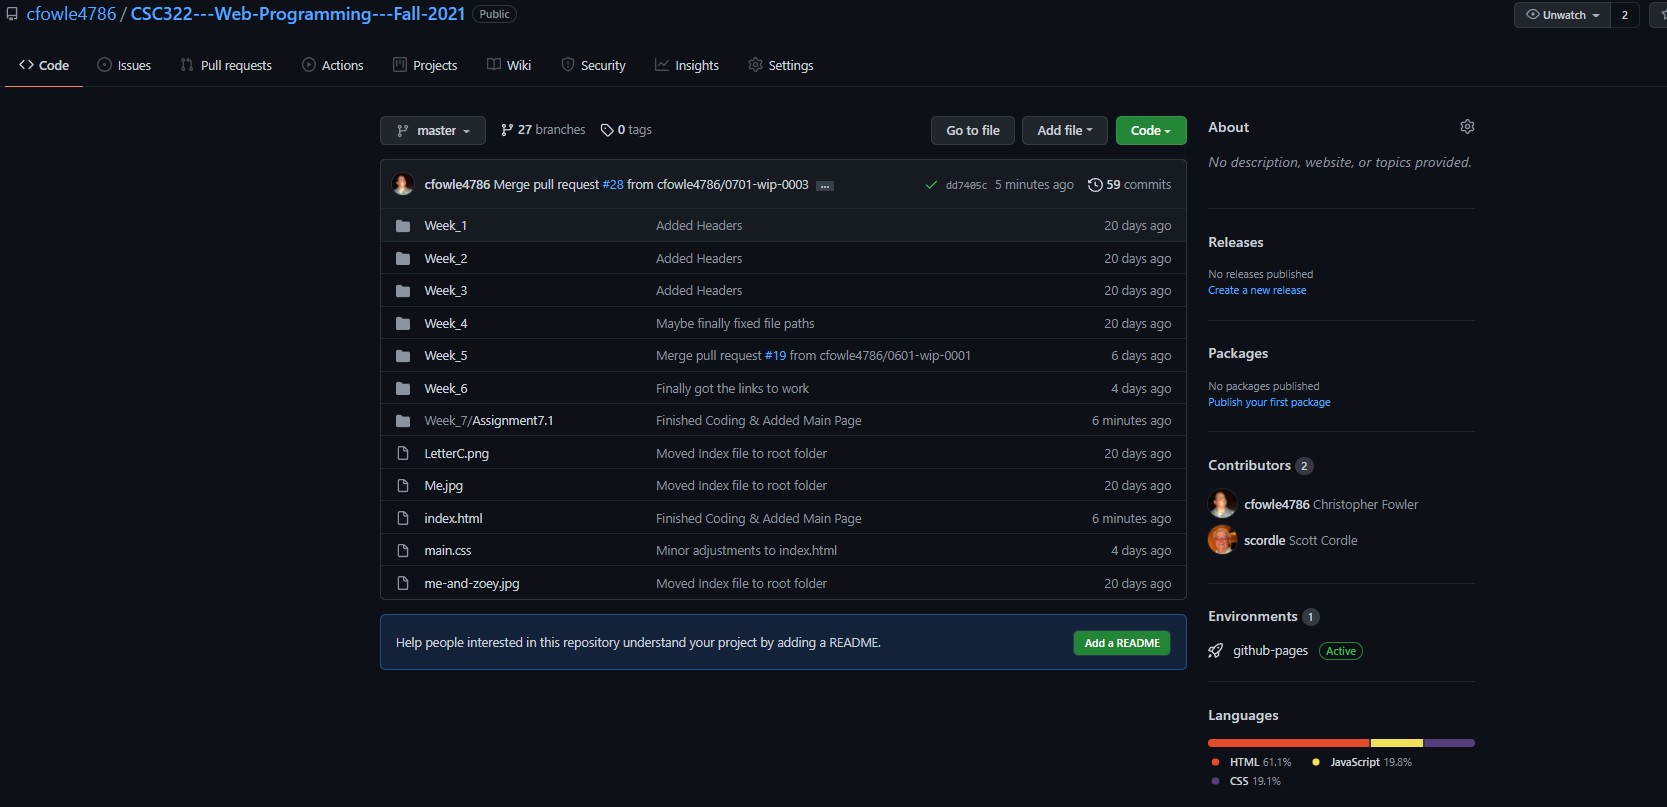 cfowle4786 / CSC322---Web-Programming---Fall-2021 Public Unwatch 2
Code Issues Pull requests Actions Projects Wiki Security Insights Settings
master 27 branches 0 tags Go to file Add file Code
cfowle4786 Merge pull request #28 from cfowle4786/0701-wip-0003 ... dd7405c 5 minutes ago 59 commits
Week_1 Added Headers 20 days ago
Week_2 Added Headers 20 days ago
Week_3 Added Headers 20 days ago
Week_4 Maybe finally fixed file paths 20 days ago
Week_5 Merge pull request #19 from cfowle4786/0601-wip-0001 6 days ago
Week_6 Finally got the links to work 4 days ago
Week_7/Assignment7.1 Finished Coding & Added Main Page 6 minutes ago
LetterC.png Moved Index file to root folder 20 days ago
Me.jpg Moved Index file to root folder 20 days ago
index.html Finished Coding & Added Main Page 6 minutes ago
main.css Minor adjustments to index.html 4 days ago
me-and-zoey.jpg Moved Index file to root folder 20 days ago
Help people interested in this repository understand your project by adding a README. Add a README
About
No description, website, or topics provided.
Releases
No releases published
Create a new release
Packages
No packages published
Publish your first package
Contributors 2
cfowle4786 Christopher Fowler
scordle Scott Cordle
Environments 1
github-pages Active
Languages
HTML 61.1% JavaScript 19.8%
CSS 19.1%